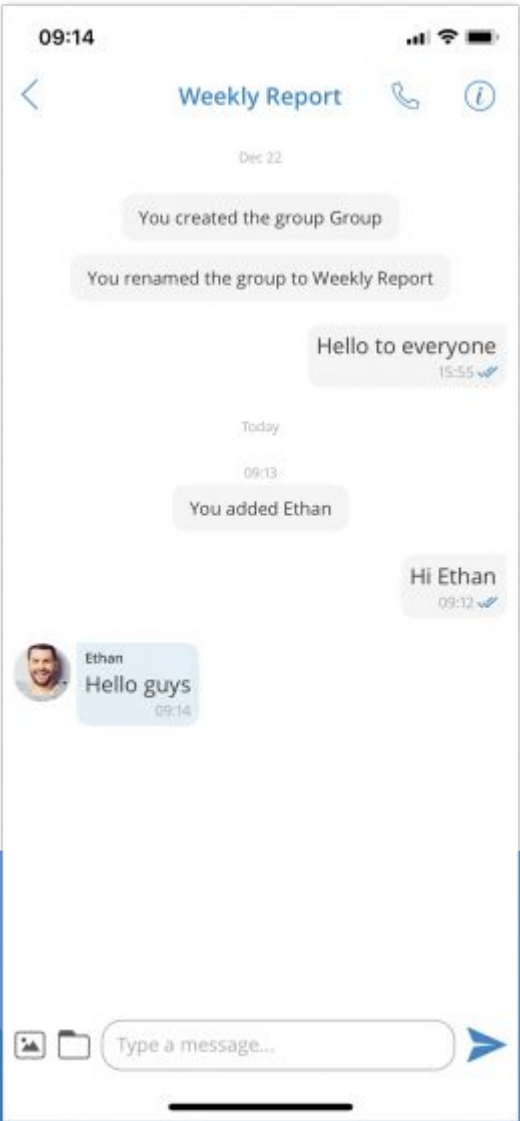 09:14
Weekly Report
Dec 22
You created the group Group
You renamed the group to Weekly Report
Hello to everyone
15:55
Today
09:13
You added Ethan
Hi Ethan
09:12
Ethan
Hello guys
09:14
Type a message...